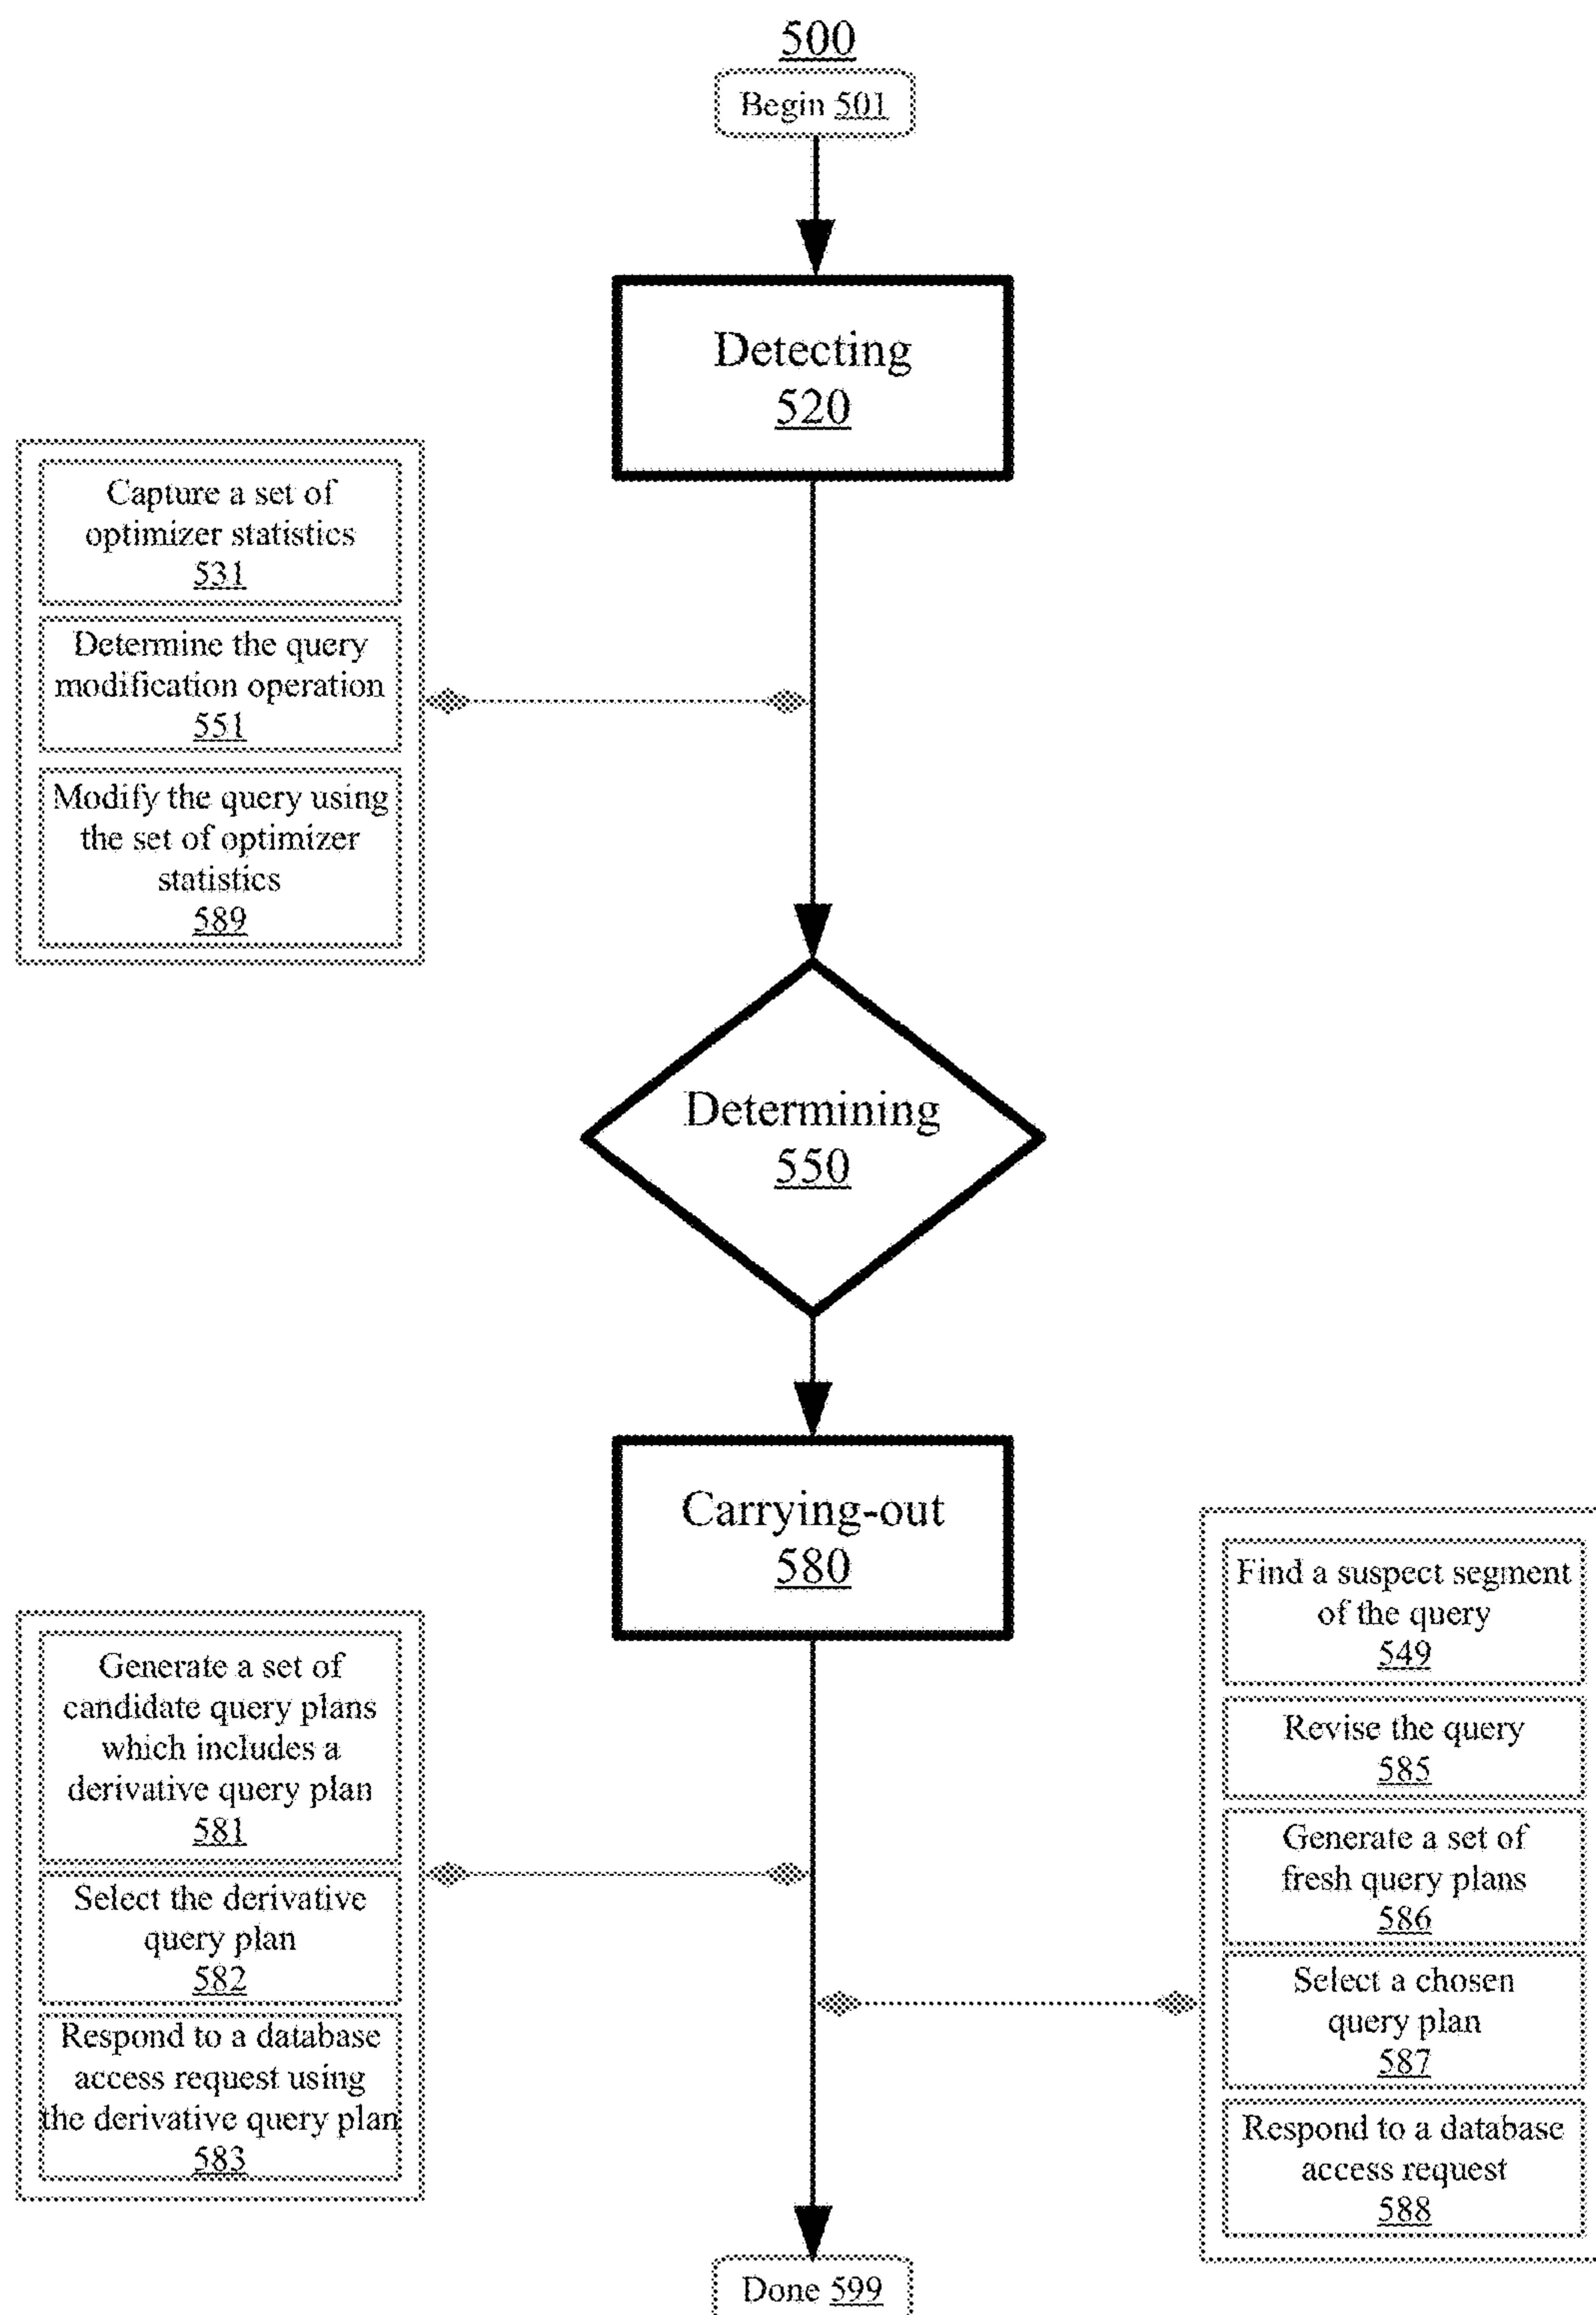 500
Begin 501
Detecting
520
Capture a set of
optimizer statistics
531
Determine the query
modification operation
551
Modify the query using
the set of optimizer
statistics
589
Determining
550
Carrying-out
580
Generate a set of
candidate query plans
which includes a
derivative query plan
581
Select the derivative
query plan
582
Respond to a database
access request using
the derivative query plan
583
Find a suspect segment
of the query
549
Revise the query
585
Generate a set of
fresh query plans
586
Select a chosen
query plan
587
Respond to a database
access request
588
Done 599